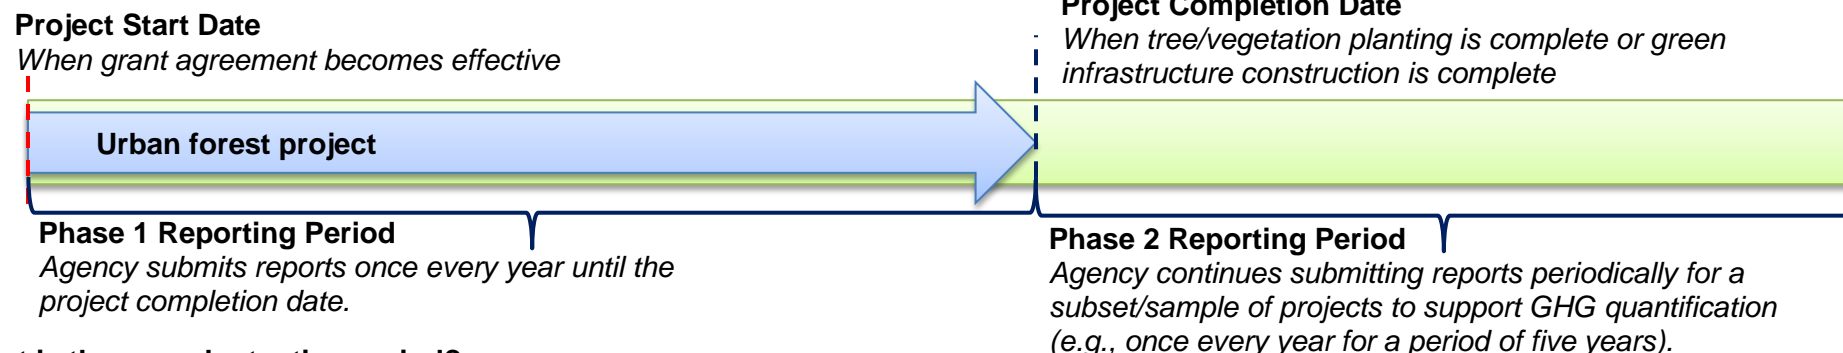 Project Start Date
When grant agreement becomes effective
Project Completion Date
When tree/vegetation planting is complete or green
infrastructure construction is complete
Urban forest project
Phase 1 Reporting Period
Agency submits reports once every year until the
project completion date.
Phase 2 Reporting Period
Agency continues submitting reports periodically for a
subset/sample of projects to support GHG quantification
(e.g., once every year for a period of five years).